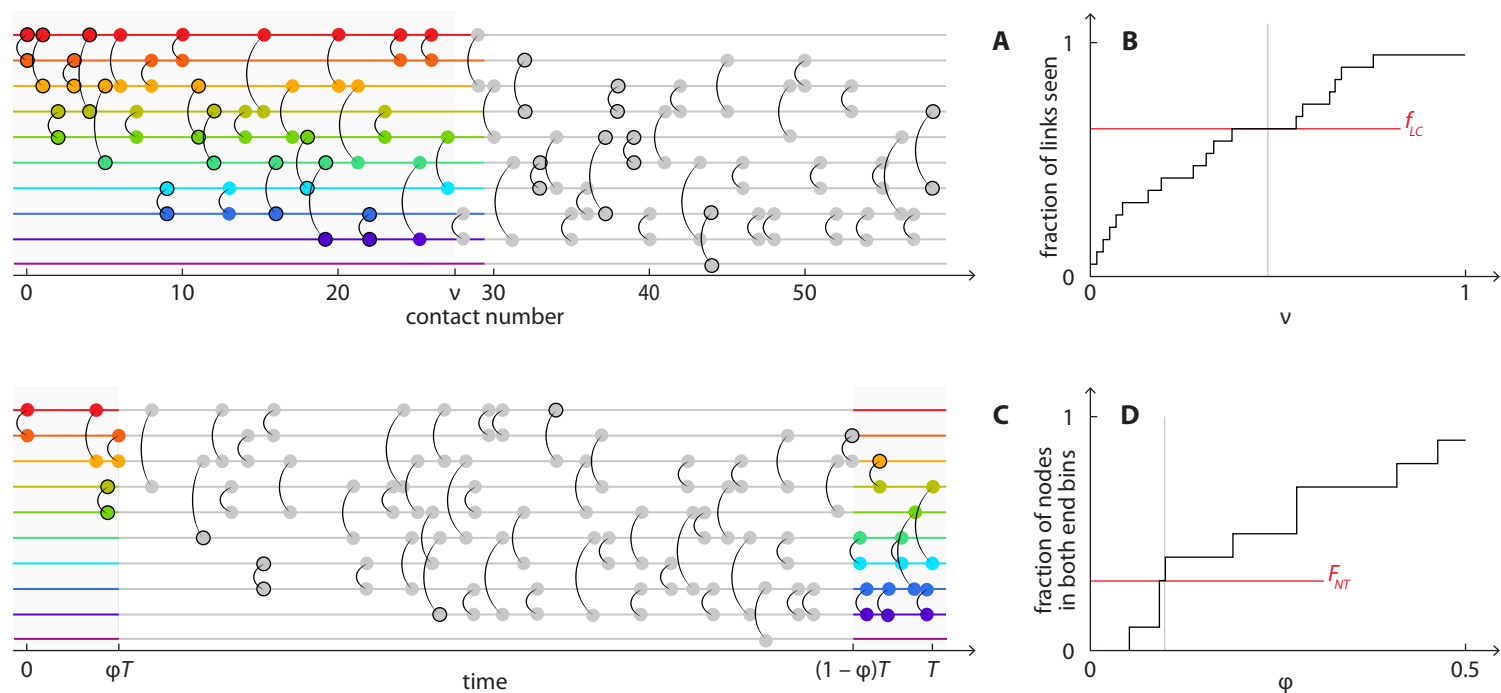 A
0 10 20 ν 30 40 50
contact number
B
fraction of links seen
1
0
f_LC
0 1
ν
C
0 φT (1 – φ)T T
time
D
fraction of nodes
in both end bins
1
0
F_NT
0 0.5
φ